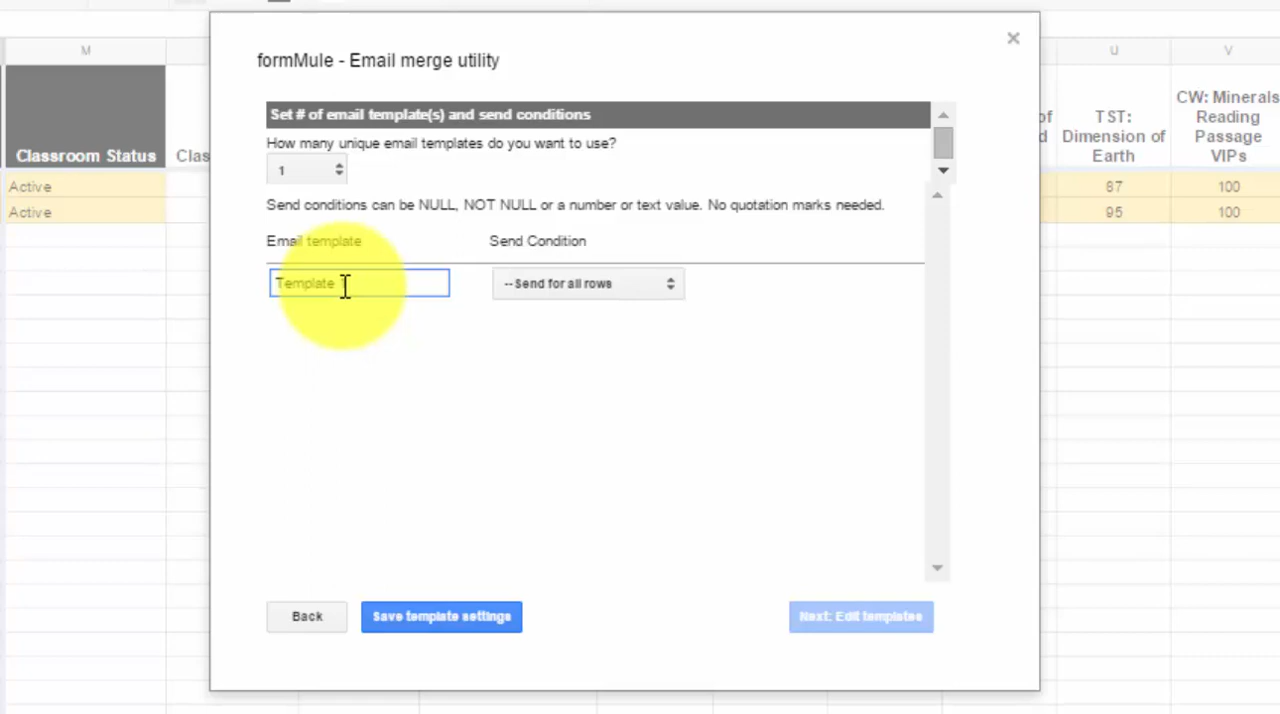 M
U
V
formMule - Email merge utility
Classroom Status
Clas
of
d
TST:
Dimension of
Earth
CW: Minerals
Reading
Passage
VIPs
Set # of email template(s) and send conditions
How many unique email templates do you want to use?
1
Active
87
100
Active
95
100
Send conditions can be NULL, NOT NULL or a number or text value. No quotation marks needed.
Email template
Send Condition
Template
--Send for all rows
Back
Save template settings
Next: Edit templates